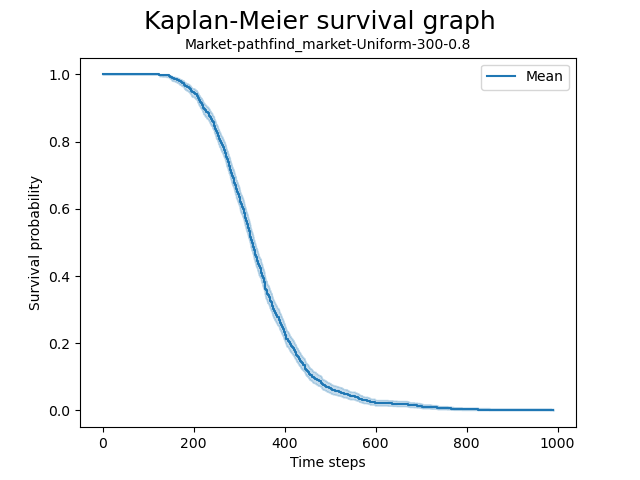 Kaplan-Meier survival graph
Market-pathfind_market-Uniform-300-0.8
Mean
1.0
0.8
0.6
0.4
0.2
0.0
Survival probability
0 200 400 600 800 1000
Time steps